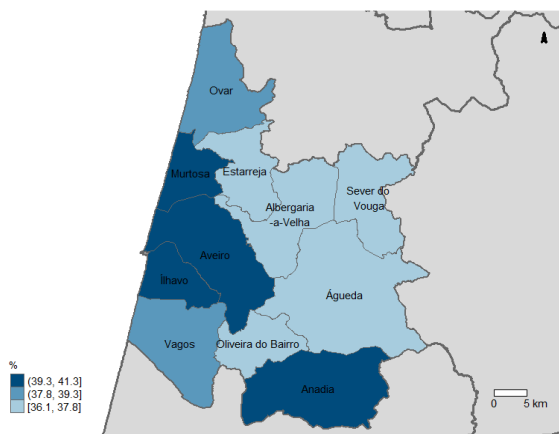 Ovar
Murtosa
Estarreja
Sever do
Vouga
Albergaria
-a-Velha
Aveiro
Ílhavo
Águeda
Vagos
Oliveira do Bairro
Anadia
%
(39.3, 41.3]
(37.8, 39.3]
[36.1, 37.8]
0
5 km